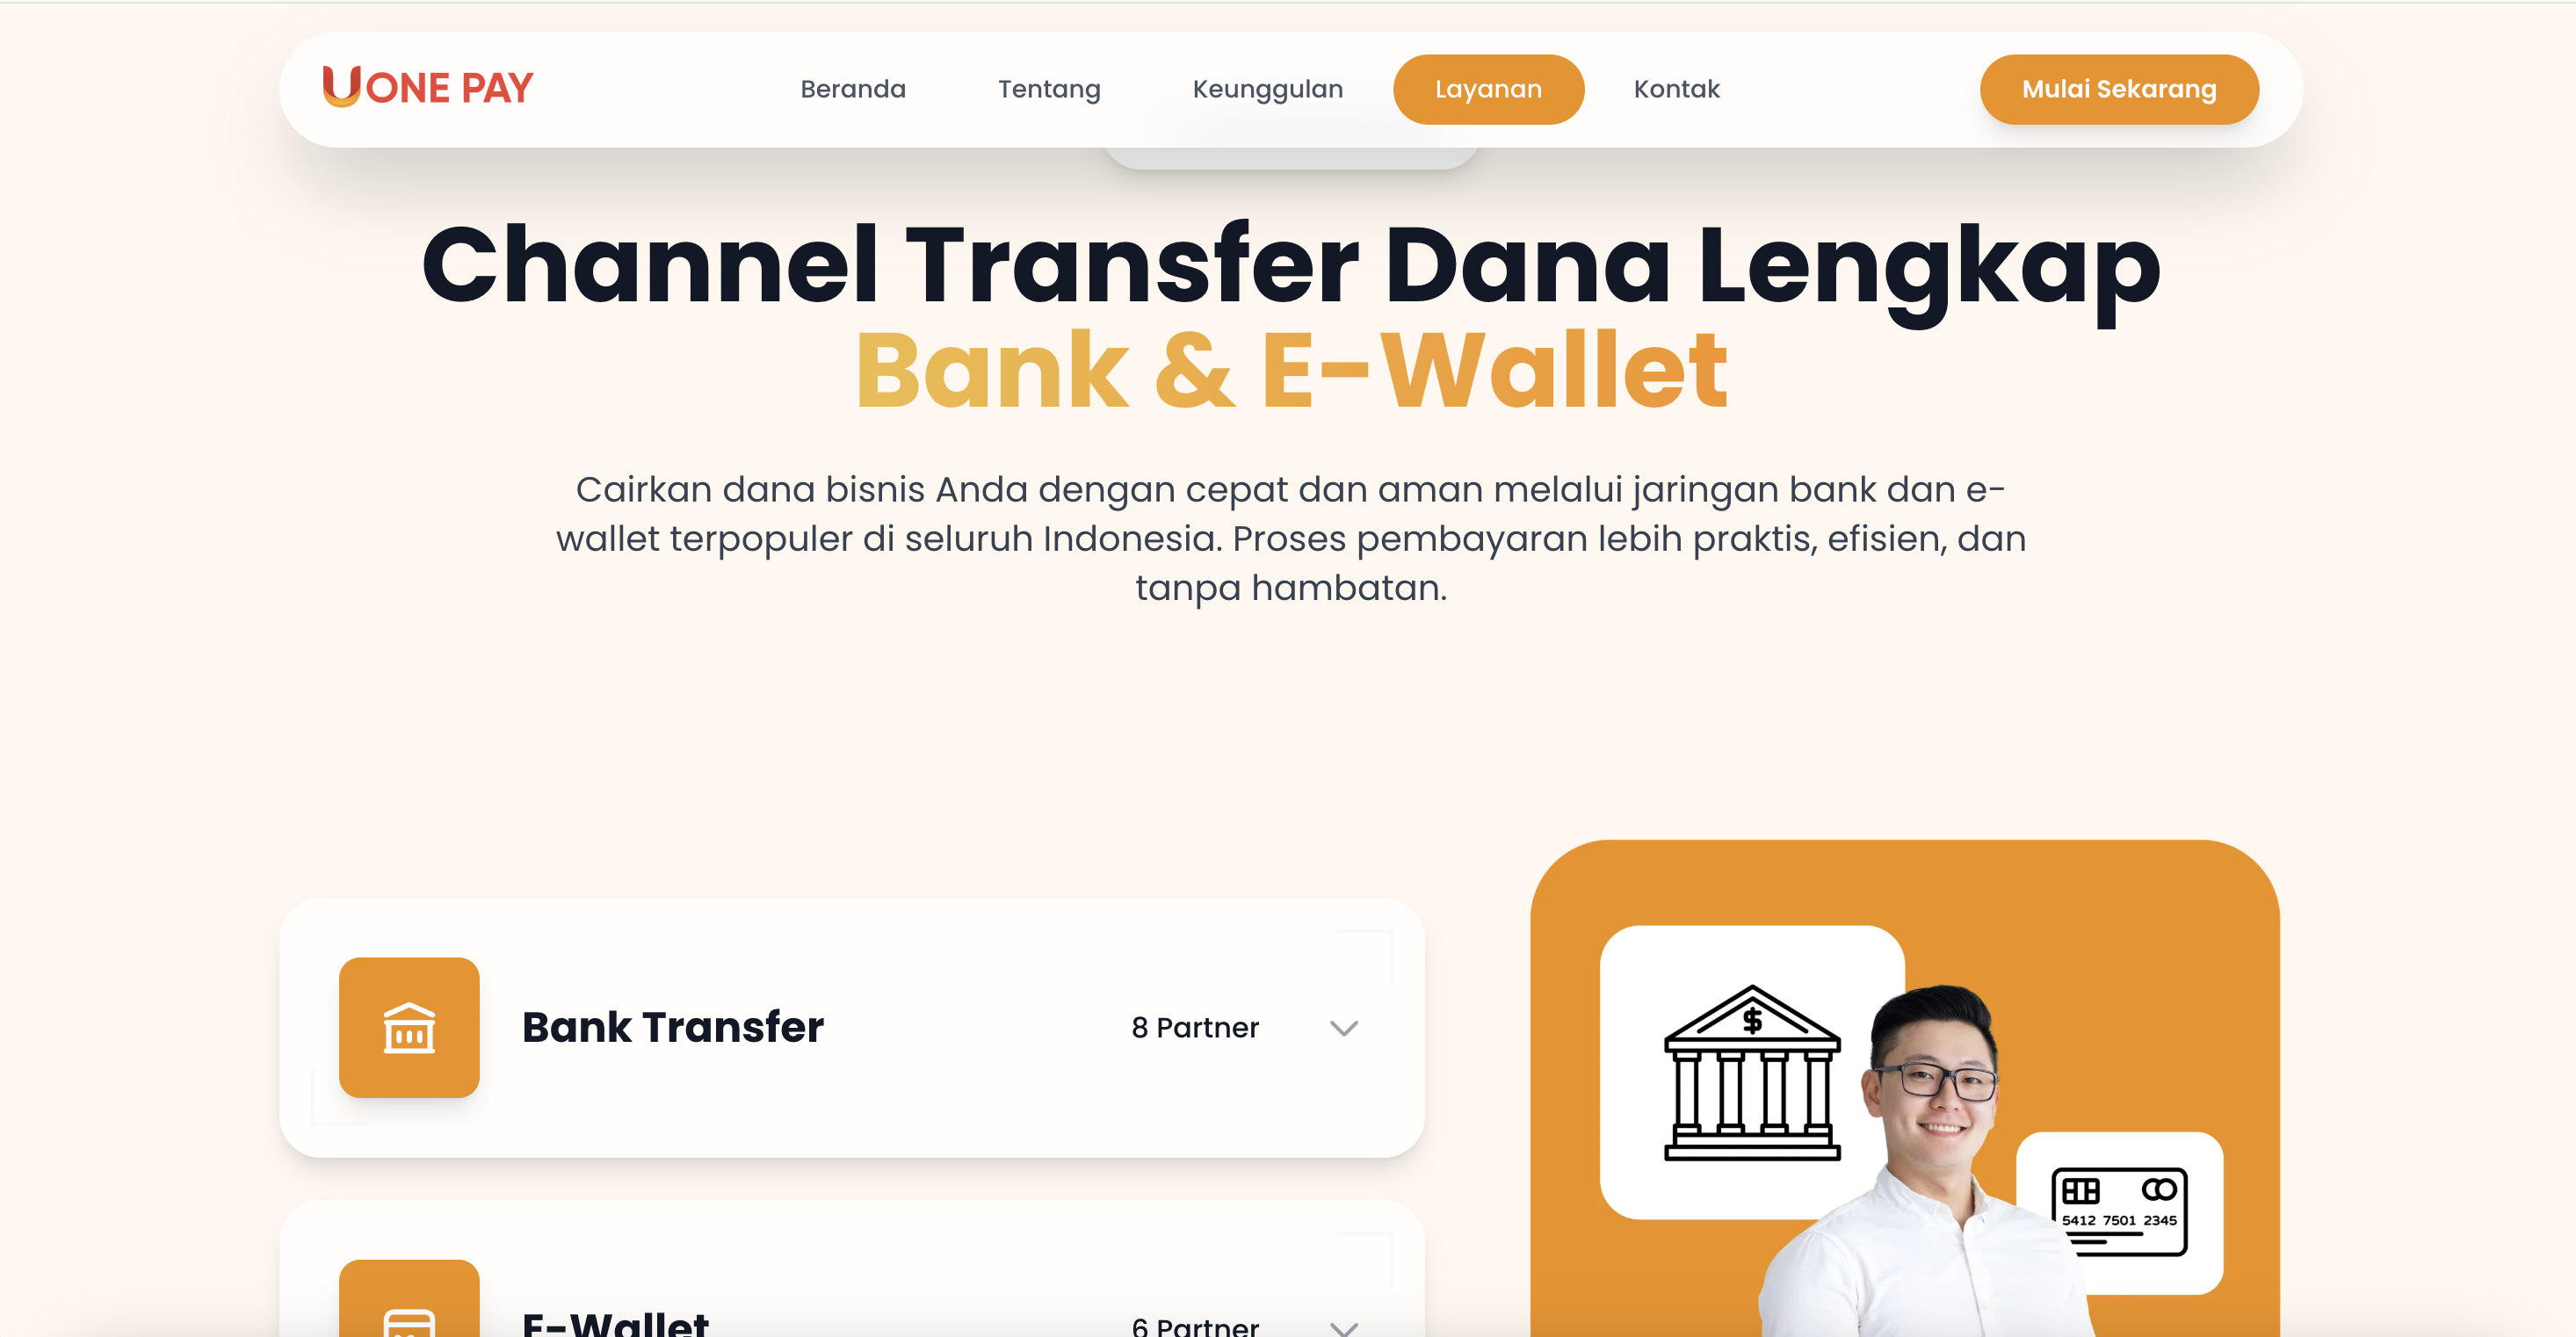 UONE PAY
Beranda
Tentang
Keunggulan
Layanan
Kontak
Mulai Sekarang
Channel Transfer Dana Lengkap
Bank & E-Wallet
Cairkan dana bisnis Anda dengan cepat dan aman melalui jaringan bank dan e-
wallet terpopuler di seluruh Indonesia. Proses pembayaran lebih praktis, efisien, dan
tanpa hambatan.
Bank Transfer
8 Partner
$
5412 7501 2345
E-Wallet
6 Partner